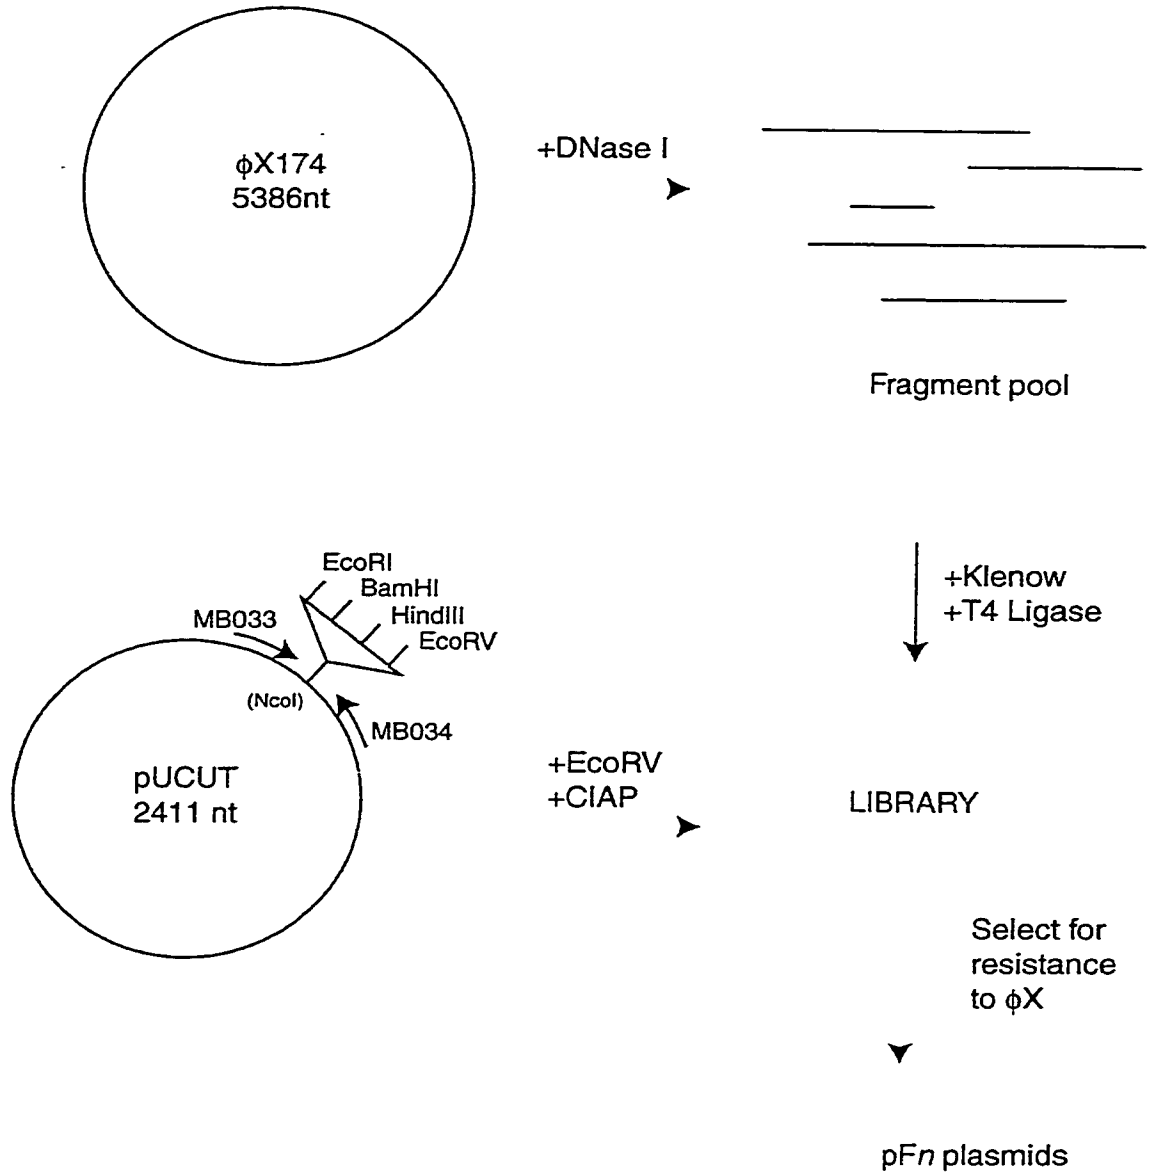 φX174
5386nt
+DNase I
Fragment pool
+Klenow
+T4 Ligase
EcoRI
BamHI
HindIII
EcoRV
MB033
(NcoI)
MB034
pUCUT
2411 nt
+EcoRV
+CIAP
LIBRARY
Select for
resistance
to φX
pFn plasmids